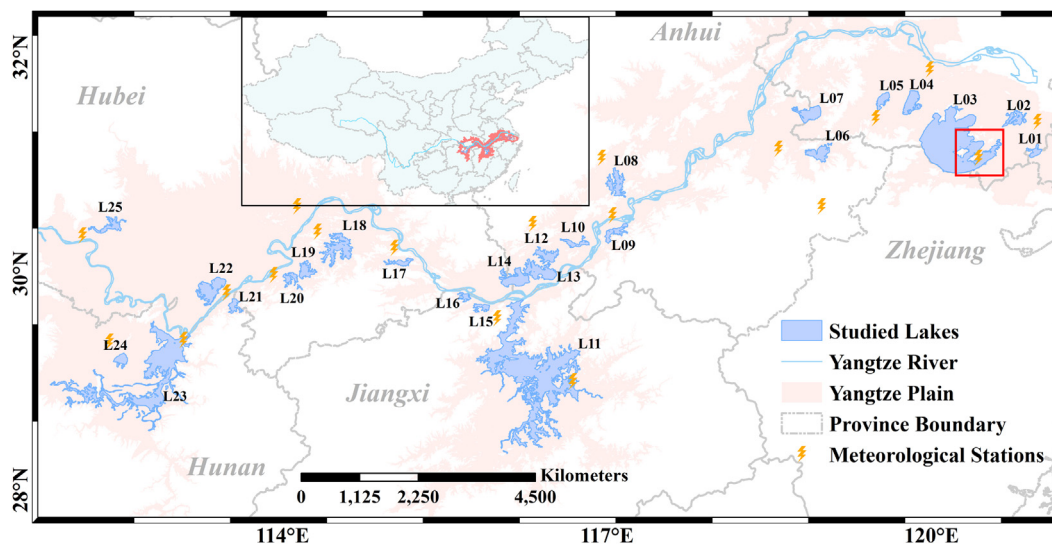 32°N
30°N
28°N
Anhui
Hubei
Zhejiang
Jiangxi
Hunan
L07
L05
L04
L03
L02
L01
L06
L08
L25
L18
L12
L10
L09
L19
L22
L17
L14
L13
L20
L21
L16
L15
L24
L11
L23
Studied Lakes
Yangtze River
Yangtze Plain
Province Boundary
Meteorological Stations
Kilometers
0 1,125 2,250 4,500
114°E 117°E 120°E